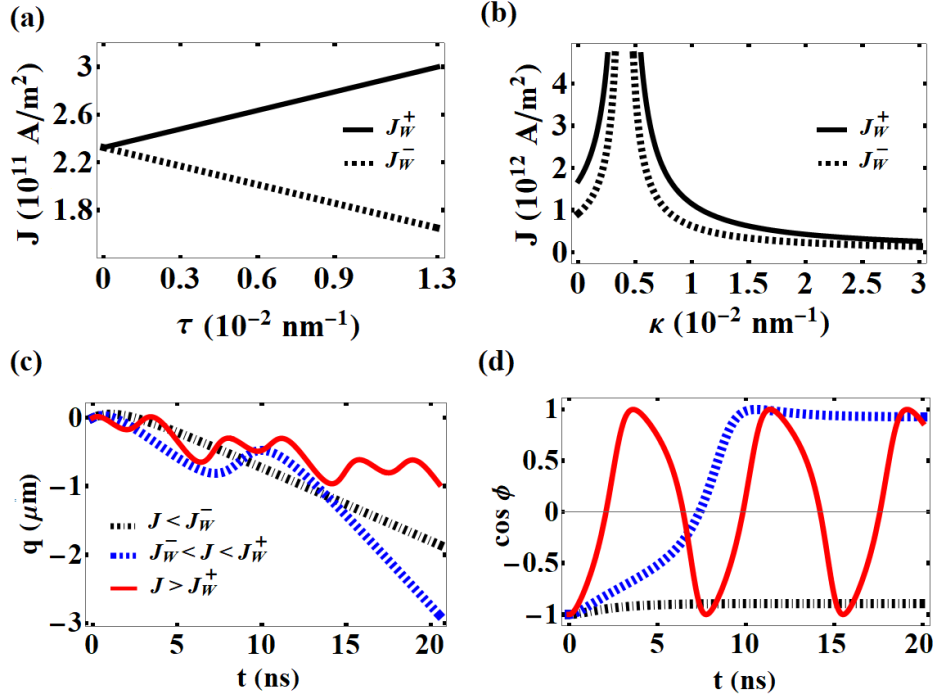 (a)
J (10¹¹ A/m²)
3
2.6
2.2
1.8
J_W^+
J_W^-
0 0.3 0.6 0.9 1.3
τ (10⁻² nm⁻¹)
(b)
J (10¹² A/m²)
4
3
2
1
0
J_W^+
J_W^-
0 0.5 1 1.5 2 2.5 3
κ (10⁻² nm⁻¹)
(c)
q (μm)
0
−1
−2
−3
J < J_W^-
J_W^- < J < J_W^+
J > J_W^+
0 5 10 15 20
t (ns)
(d)
cos ϕ
1
0.5
0
−0.5
−1
0 5 10 15 20
t (ns)